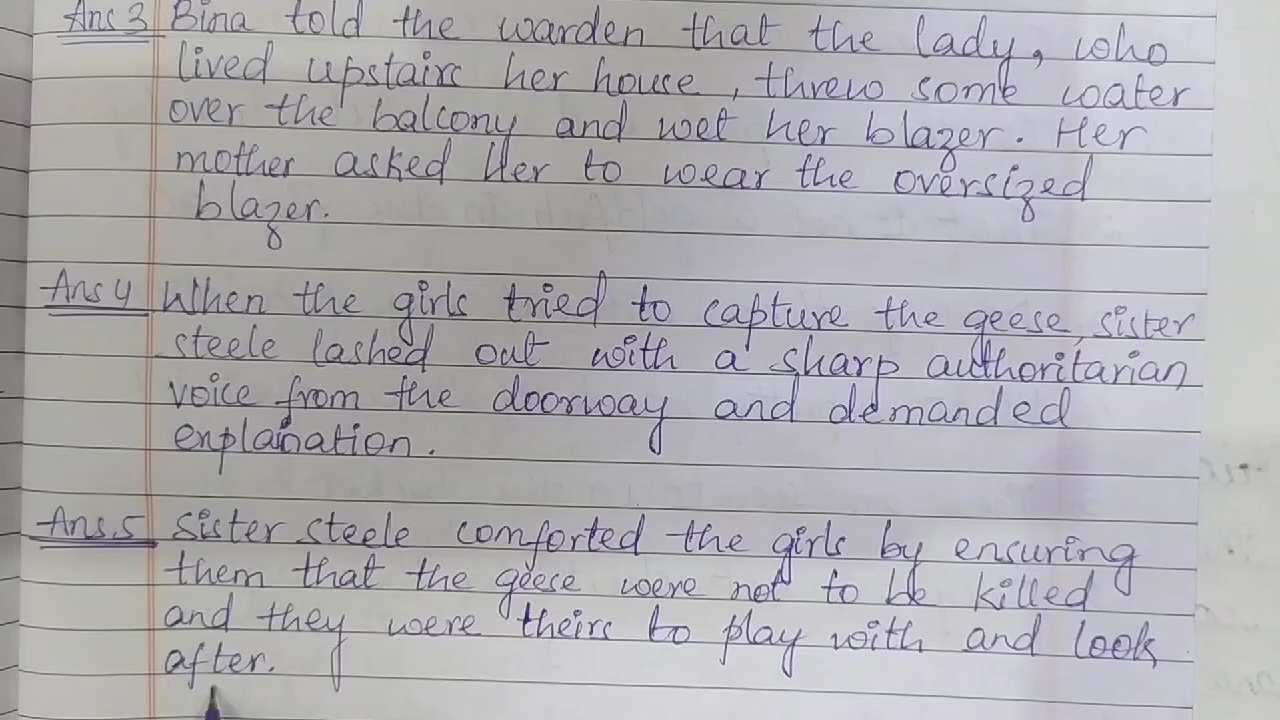 Ans 3 Bina told the warden that the lady, who
lived upstairs her house, threw some water
over the balcony and wet her blazer. Her
mother asked Her to wear the oversized
blazer.
Ans 4 When the girls tried to capture the geese, sister
steele lashed out with a sharp authoritarian
voice from the doorway and demanded
explanation.
Ans.5 Sister steele comforted the girls by ensuring
them that the geese were not to be killed
and they were theirs to play with and look
after.